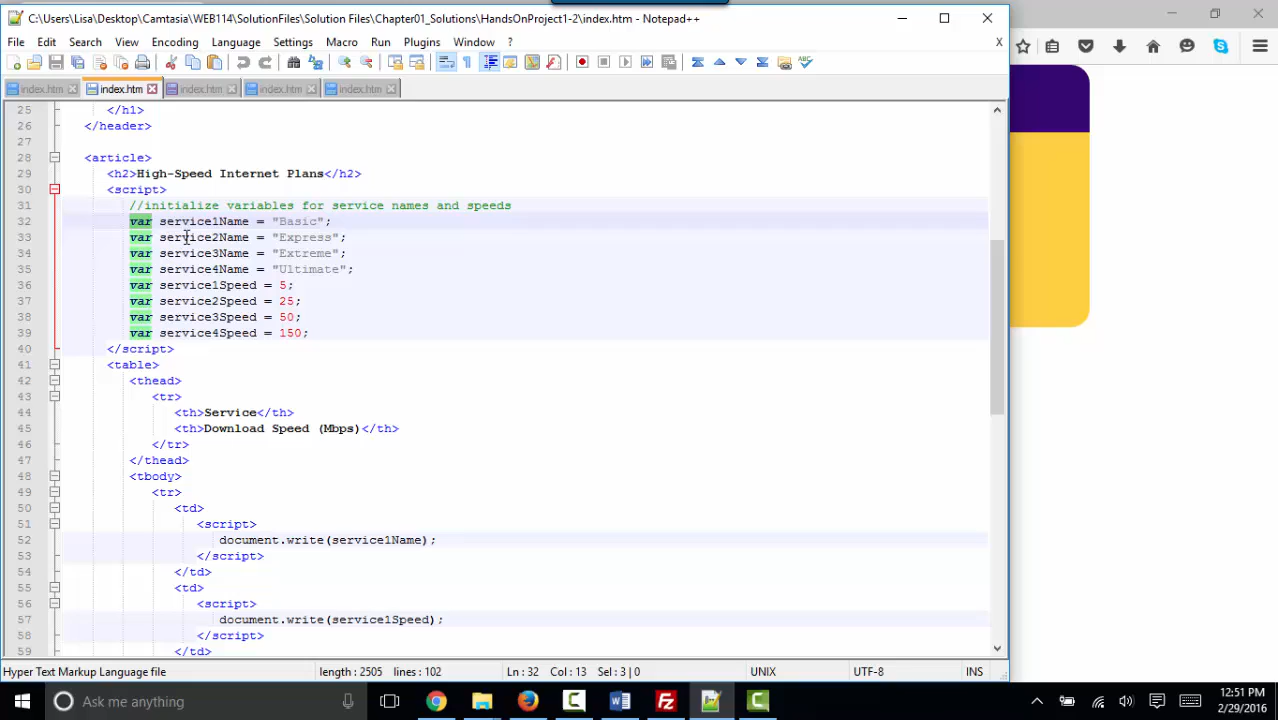 C:\Users\Lisa\Desktop\Camtasia\WEB114\SolutionFiles\Solution Files\Chapter01_Solutions\HandsOnProject1-2\index.htm - Notepad++
File Edit Search View Encoding Language Settings Macro Run Plugins Window ? X
index.htm index.htm index.htm index.htm index.htm
25 </h1>
26 </header>
27
28 <article>
29 <h2>High-Speed Internet Plans</h2>
30 <script>
31 //initialize variables for service names and speeds
32 var service1Name = "Basic";
33 var service2Name = "Express";
34 var service3Name = "Extreme";
35 var service4Name = "Ultimate";
36 var service1Speed = 5;
37 var service2Speed = 25;
38 var service3Speed = 50;
39 var service4Speed = 150;
40 </script>
41 <table>
42 <thead>
43 <tr>
44 <th>Service</th>
45 <th>Download Speed (Mbps)</th>
46 </tr>
47 </thead>
48 <tbody>
49 <tr>
50 <td>
51 <script>
52 document.write(service1Name);
53 </script>
54 </td>
55 <td>
56 <script>
57 document.write(service1Speed);
58 </script>
59 </td>
Hyper Text Markup Language file length : 2505 lines : 102 Ln : 32 Col : 13 Sel : 3 | 0 UNIX UTF-8 INS
Ask me anything
12:51 PM
2/29/2016